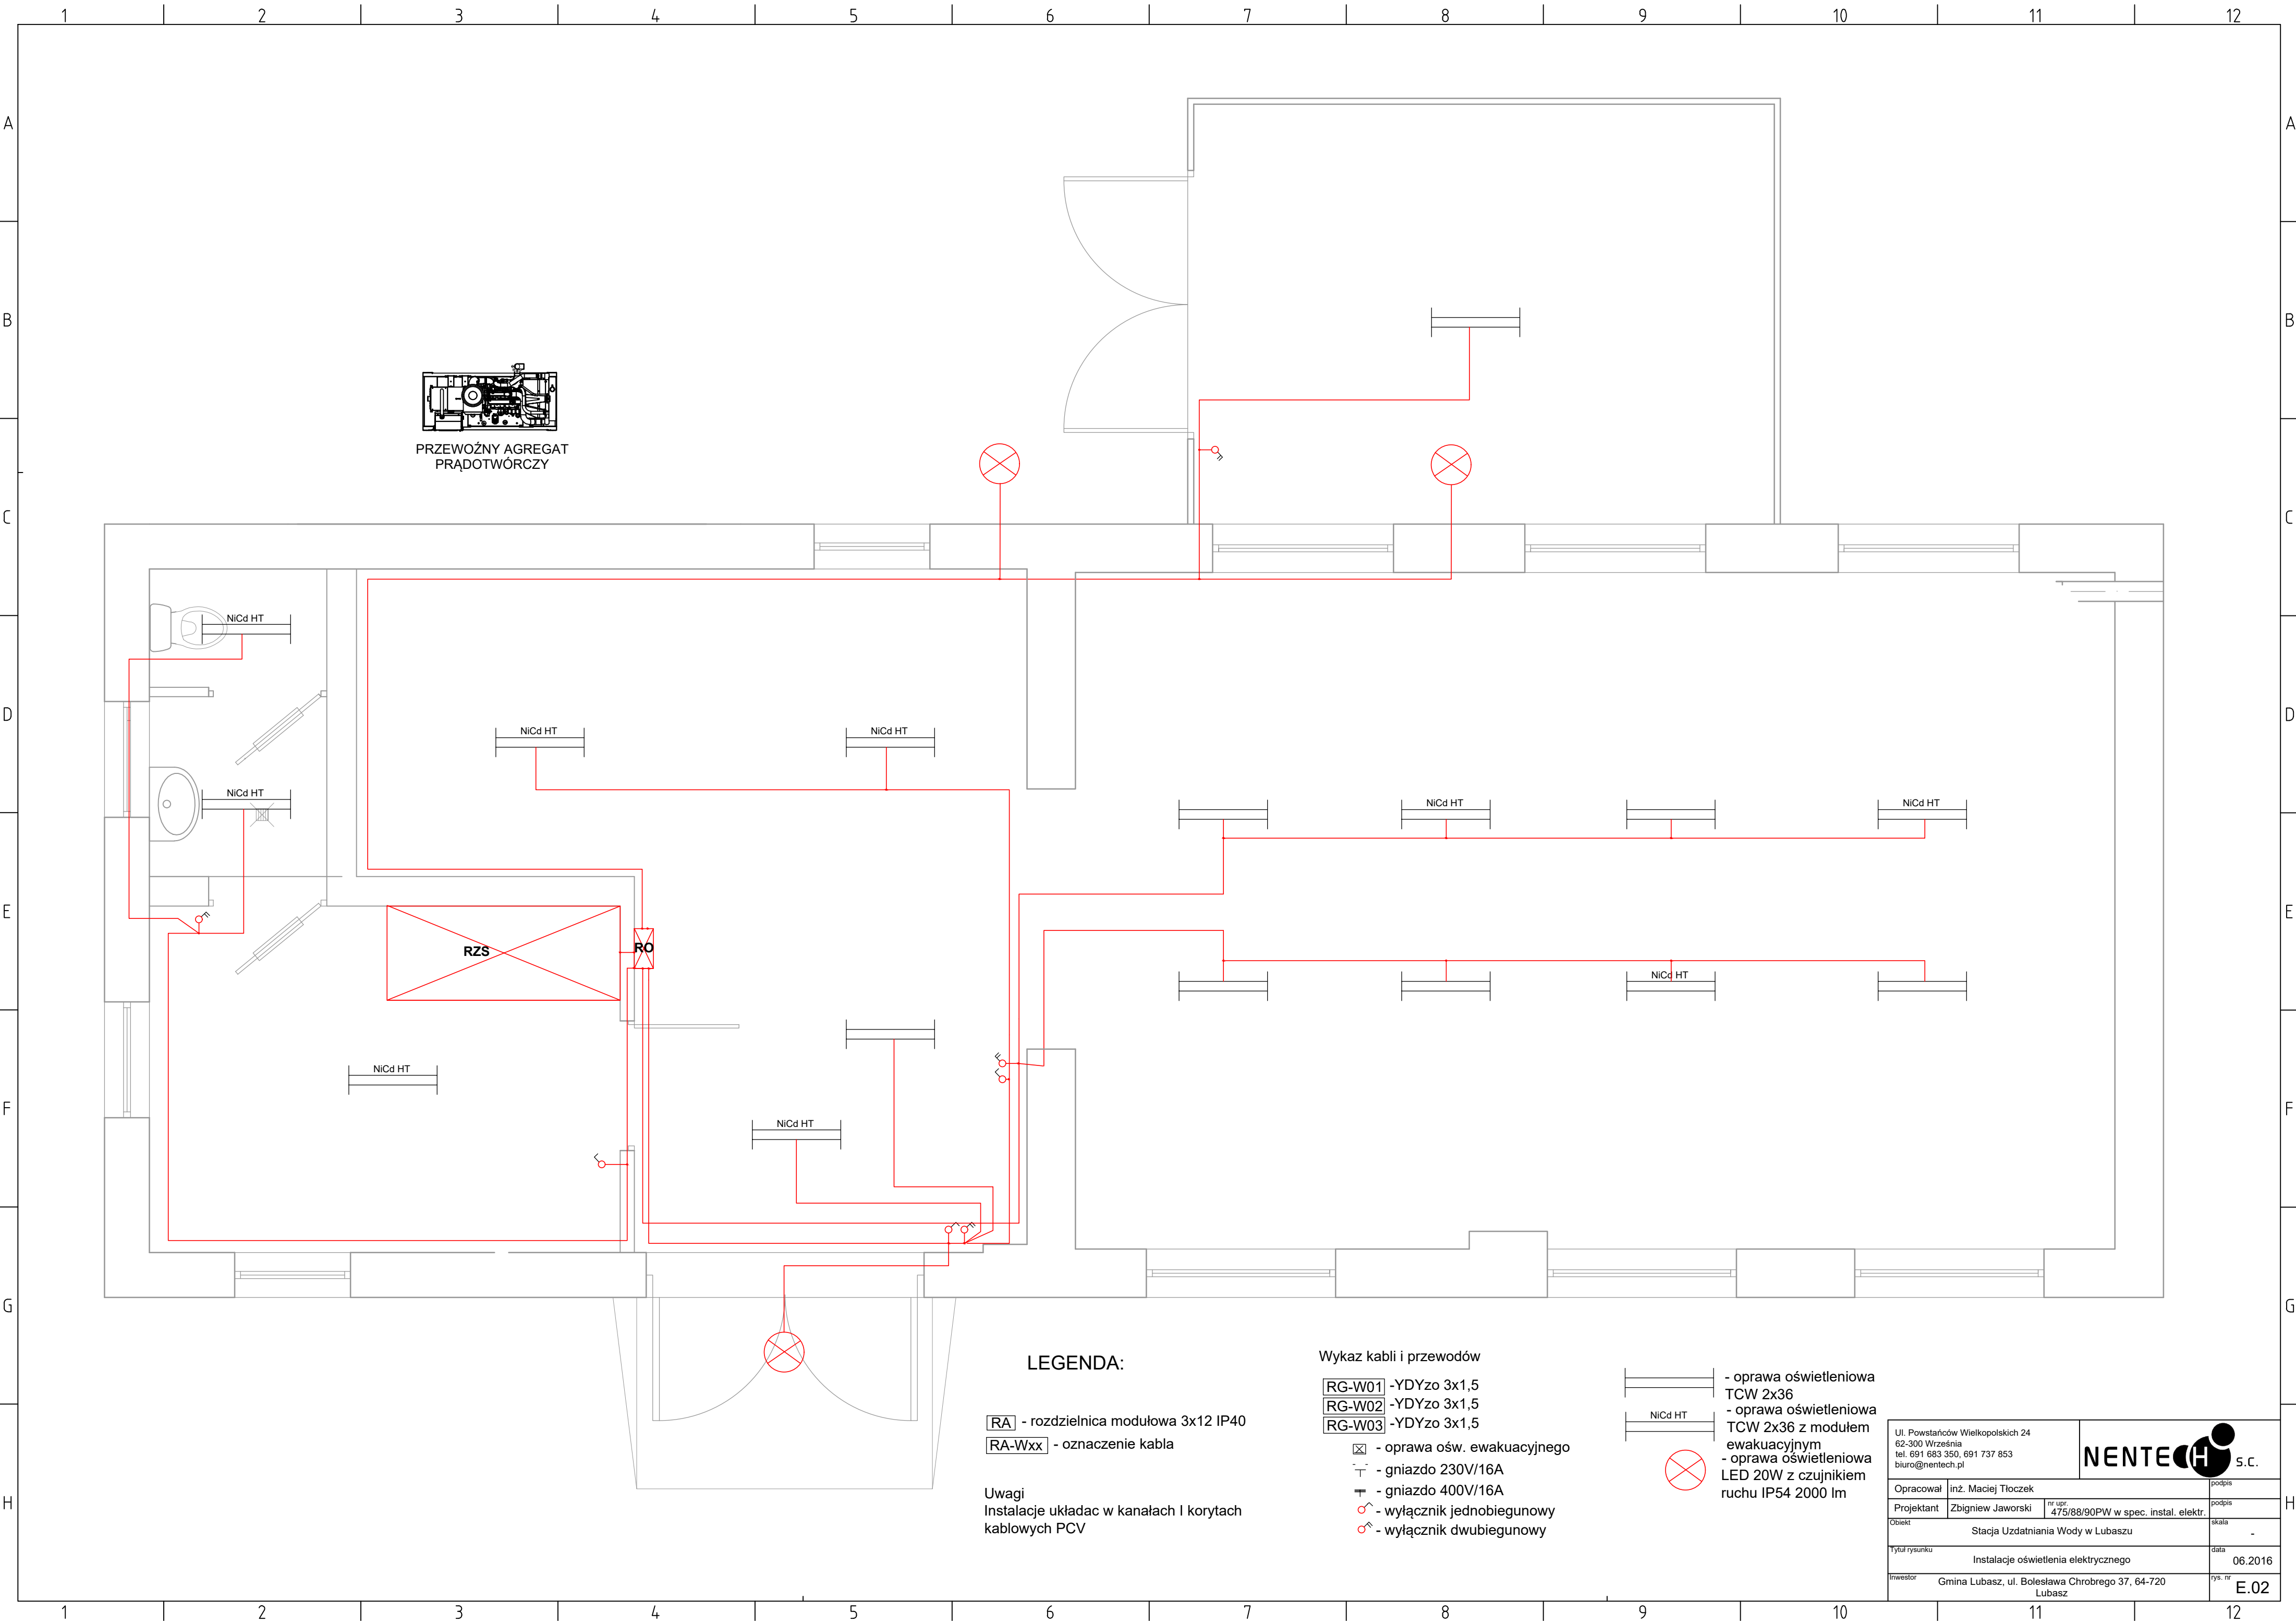 1 2 3 4 5 6 7 8 9 10 11 12
A A
B B
C C
D D
E E
F F
G G
H H
PRZEWOŹNY AGREGAT
PRĄDOTWÓRCZY
NiCd HT
NiCd HT
NiCd HT
NiCd HT
NiCd HT
NiCd HT
RZS
RO
NiCd HT
NiCd HT
NiCd HT
LEGENDA:
RA - rozdzielnica modułowa 3x12 IP40
RA-Wxx - oznaczenie kabla
Uwagi
Instalacje układac w kanałach I korytach
kablowych PCV
Wykaz kabli i przewodów
RG-W01 -YDYzo 3x1,5
RG-W02 -YDYzo 3x1,5
RG-W03 -YDYzo 3x1,5
- oprawa ośw. ewakuacyjnego
- gniazdo 230V/16A
- gniazdo 400V/16A
- wyłącznik jednobiegunowy
- wyłącznik dwubiegunowy
- oprawa oświetleniowa
TCW 2x36
NiCd HT
- oprawa oświetleniowa
TCW 2x36 z modułem
ewakuacyjnym
- oprawa oświetleniowa
LED 20W z czujnikiem
ruchu IP54 2000 lm
Ul. Powstańców Wielkopolskich 24
62-300 Września
tel. 691 683 350, 691 737 853
biuro@nentech.pl
NENTECH s.c.
Opracował inż. Maciej Tłoczek podpis
Projektant Zbigniew Jaworski nr upr. 475/88/90PW w spec. instal. elektr. podpis
Obiekt Stacja Uzdatniania Wody w Lubaszu skala -
Tytuł rysunku Instalacje oświetlenia elektrycznego data 06.2016
Inwestor Gmina Lubasz, ul. Bolesława Chrobrego 37, 64-720
Lubasz
rys. nr E.02
1 2 3 4 5 6 7 8 9 10 11 12